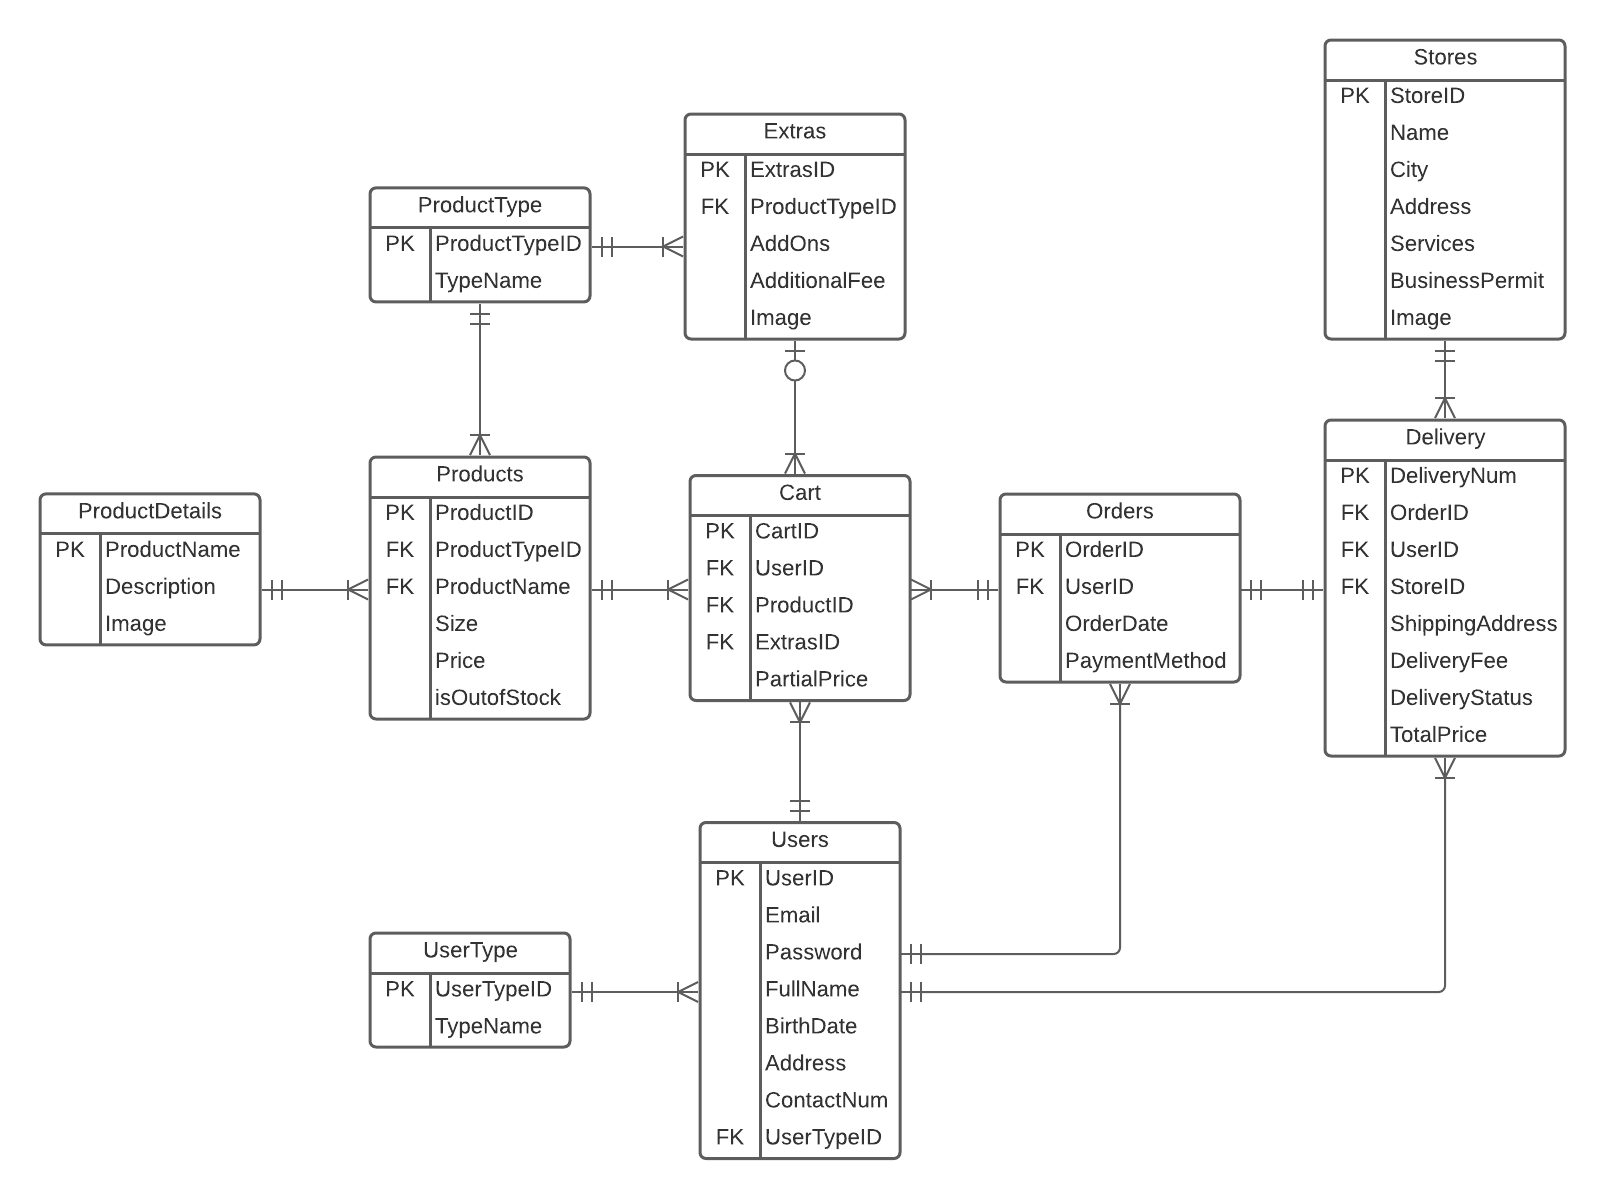 Stores
PK StoreID
Name
City
Address
Services
BusinessPermit
Image
Extras
PK ExtrasID
FK ProductTypeID
AddOns
AdditionalFee
Image
ProductType
PK ProductTypeID
TypeName
Delivery
PK DeliveryNum
FK OrderID
FK UserID
FK StoreID
ShippingAddress
DeliveryFee
DeliveryStatus
TotalPrice
Products
PK ProductID
FK ProductTypeID
FK ProductName
Size
Price
isOutofStock
Cart
PK CartID
FK UserID
FK ProductID
FK ExtrasID
PartialPrice
ProductDetails
PK ProductName
Description
Image
Orders
PK OrderID
FK UserID
OrderDate
PaymentMethod
Users
PK UserID
Email
Password
FullName
BirthDate
Address
ContactNum
FK UserTypeID
UserType
PK UserTypeID
TypeName